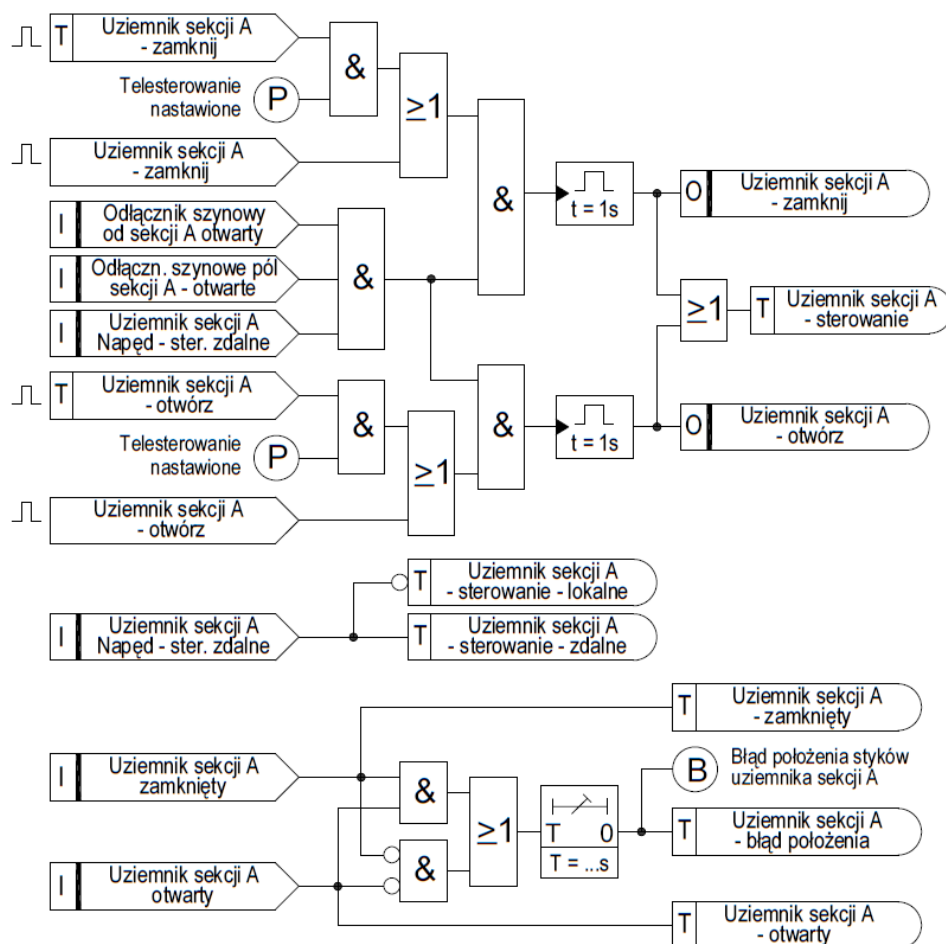 T
Uziemnik sekcji A
- zamknij
Telesterowanie
nastawione
P
&
≥1
Uziemnik sekcji A
- zamknij
&
t = 1s
O
Uziemnik sekcji A
- zamknij
I
Odłącznik szynowy
od sekcji A otwarty
I
Odłączn. szynowe pól
sekcji A - otwarte
I
Uziemnik sekcji A
Napęd - ster. zdalne
&
≥1
T
Uziemnik sekcji A
- sterowanie
T
Uziemnik sekcji A
- otwórz
Telesterowanie
nastawione
P
&
≥1
&
t = 1s
O
Uziemnik sekcji A
- otwórz
Uziemnik sekcji A
- otwórz
T
Uziemnik sekcji A
- sterowanie - lokalne
I
Uziemnik sekcji A
Napęd - ster. zdalne
T
Uziemnik sekcji A
- sterowanie - zdalne
T
Uziemnik sekcji A
- zamknięty
I
Uziemnik sekcji A
zamknięty
&
&
≥1
T 0
T = ...s
B
Błąd położenia styków
uziemnika sekcji A
T
Uziemnik sekcji A
- błąd położenia
I
Uziemnik sekcji A
otwarty
T
Uziemnik sekcji A
- otwarty